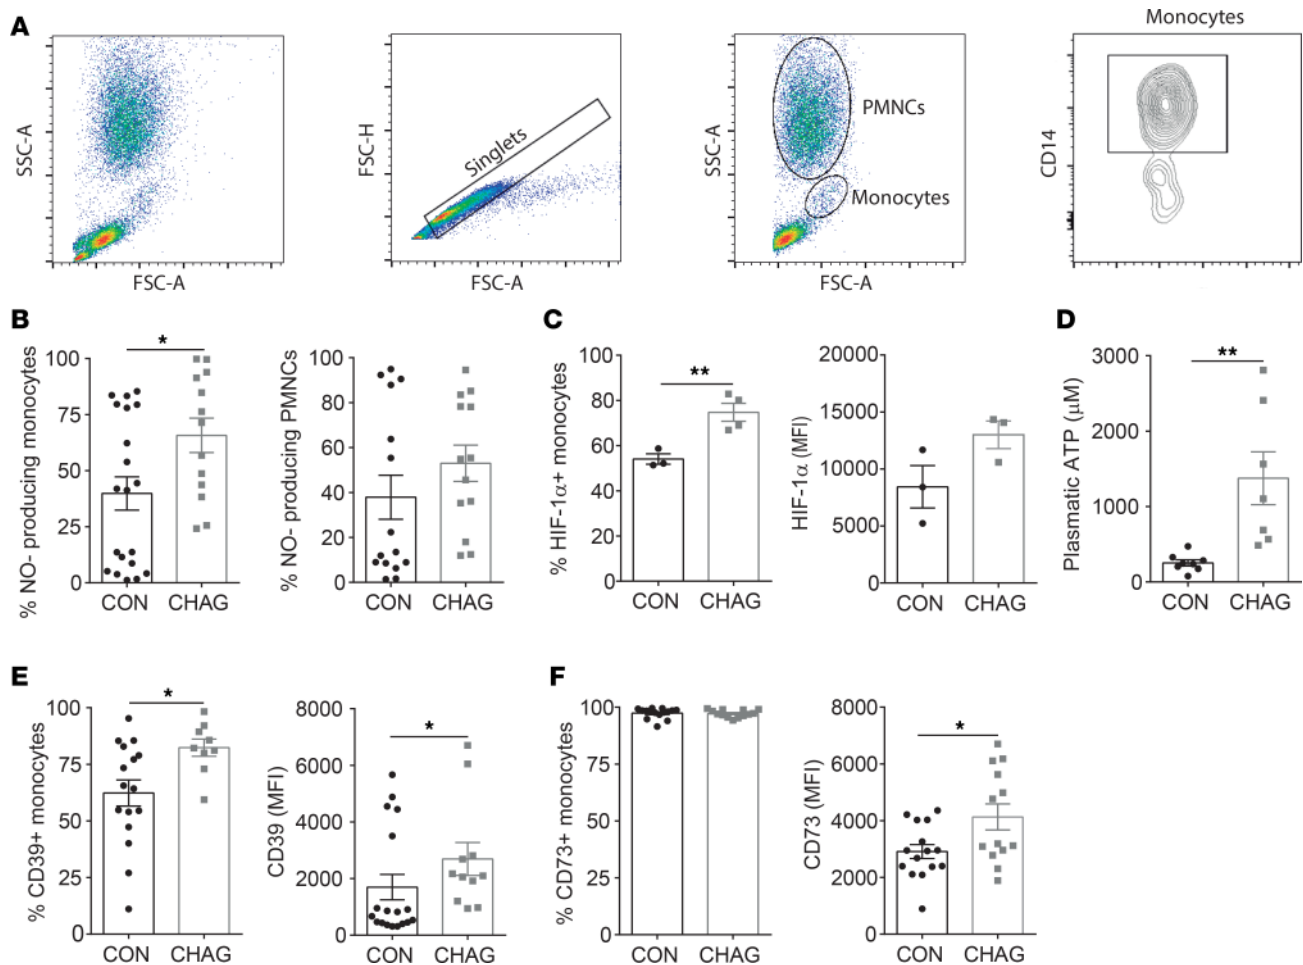 A
SSC-A
FSC-A
FSC-H
Singlets
FSC-A
SSC-A
PMNCs
Monocytes
FSC-A
Monocytes
CD14
B
% NO- producing monocytes
100
75
50
25
0
*
CON CHAG
% NO- producing PMNCs
100
80
60
40
20
0
CON CHAG
C
% HIF-1α+ monocytes
100
80
60
40
20
0
**
CON CHAG
HIF-1α (MFI)
20000
15000
10000
5000
0
CON CHAG
D
Plasmatic ATP (μM)
3000
2000
1000
0
**
CON CHAG
E
% CD39+ monocytes
100
75
50
25
0
*
CON CHAG
CD39 (MFI)
8000
6000
4000
2000
0
*
CON CHAG
F
% CD73+ monocytes
100
75
50
25
0
CON CHAG
CD73 (MFI)
8000
6000
4000
2000
0
*
CON CHAG